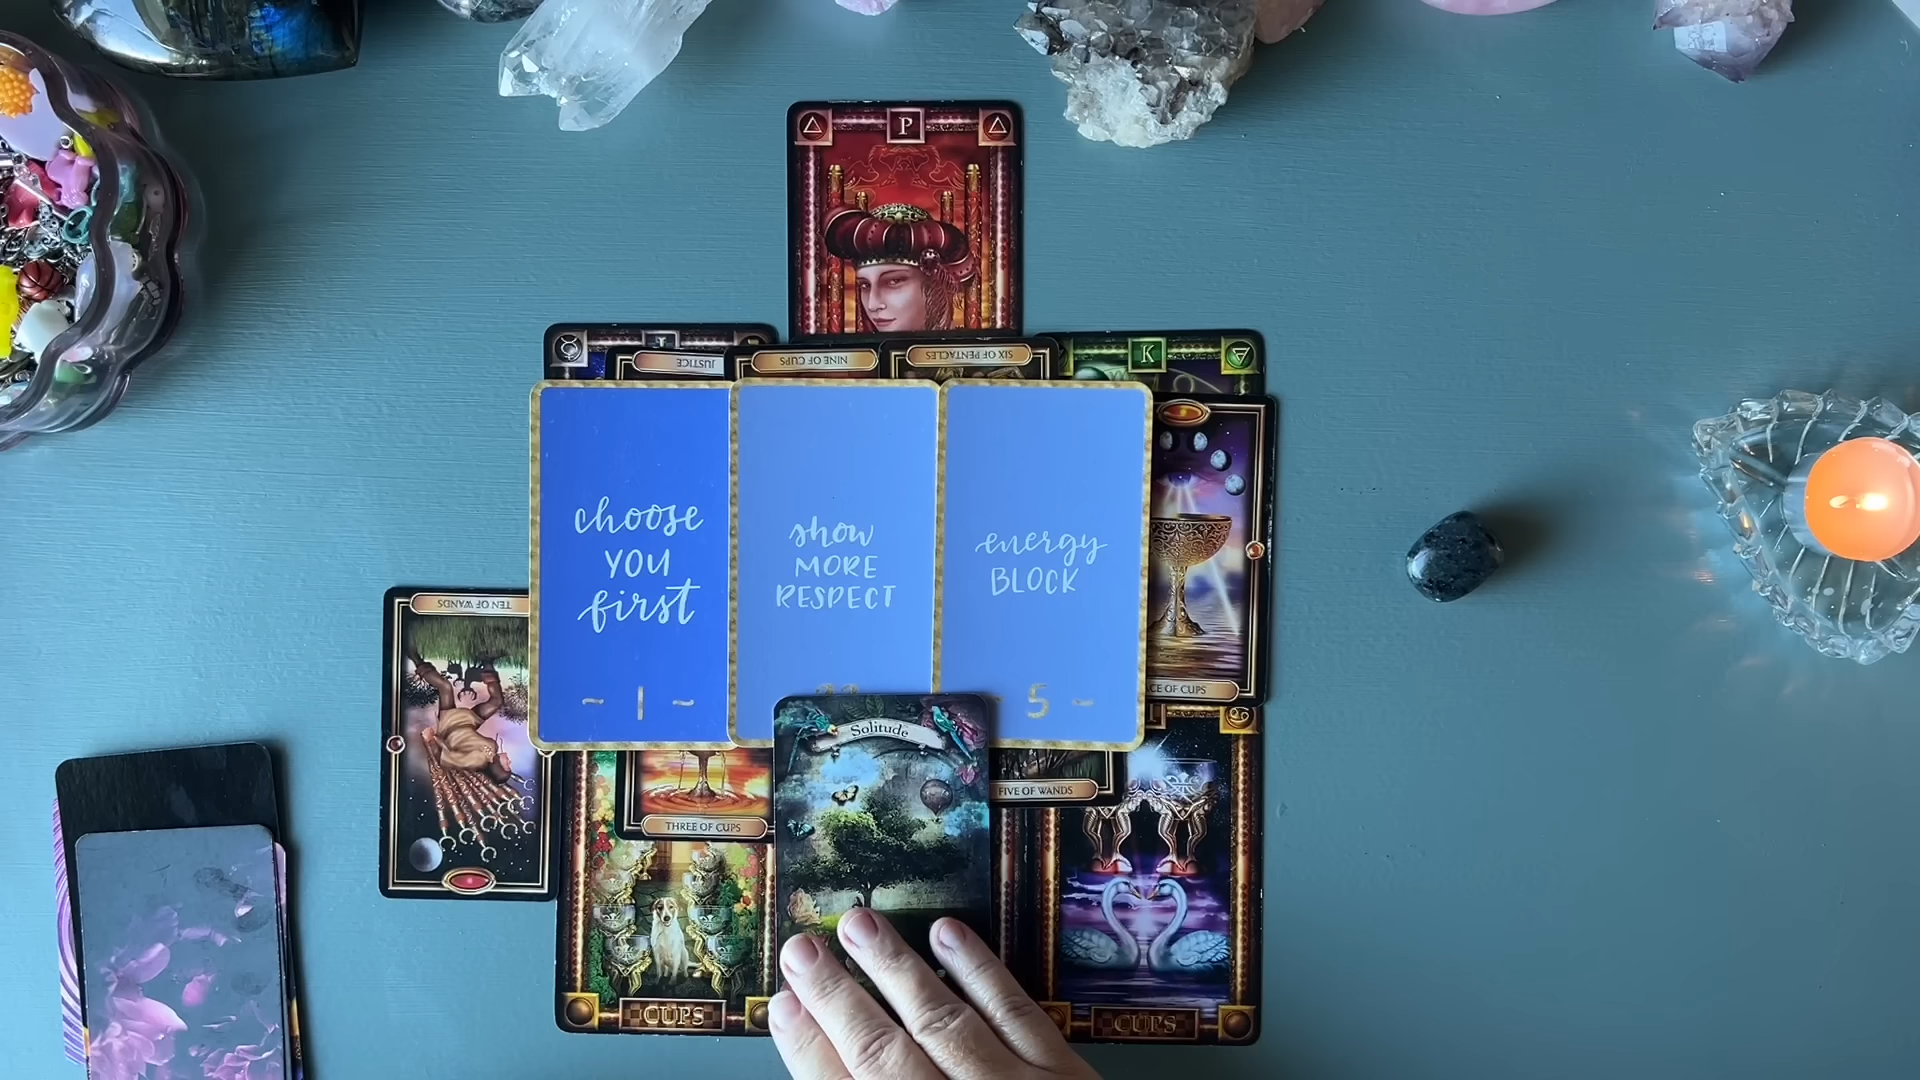 P
K
JUSTICE
NINE OF CUPS
SIX OF PENTACLES
choose
YOU
first
~ 1 ~
show
MORE
RESPECT
energy
BLOCK
5 ~
TEN OF WANDS
ACE OF CUPS
Solitude
FIVE OF WANDS
THREE OF CUPS
CUPS
CUPS